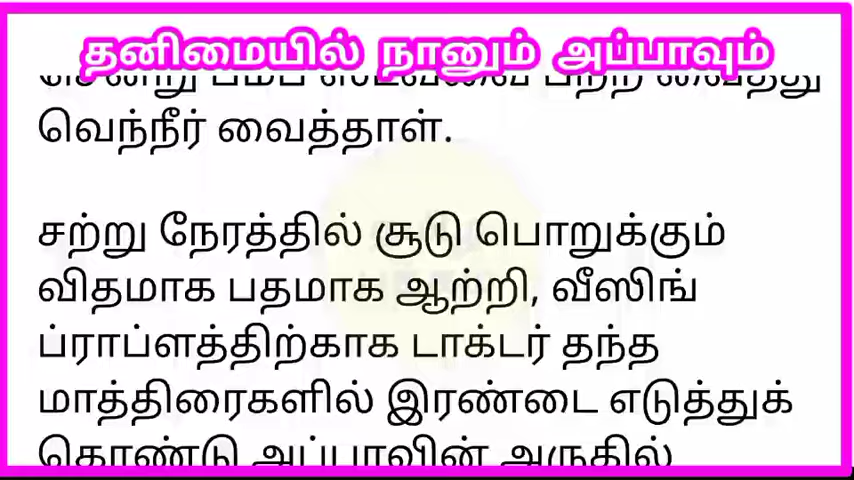 தனிமையில் நானும் அப்பாவும்
வைத்து
வெந்நீர் வைத்தாள்.
சற்று நேரத்தில் சூடு பொறுக்கும்
விதமாக பதமாக ஆற்றி, வீஸிங்
ப்ராப்ளத்திற்காக டாக்டர் தந்த
மாத்திரைகளில் இரண்டை எடுத்துக்
கொண்டு அப்பாவின் அருகில்